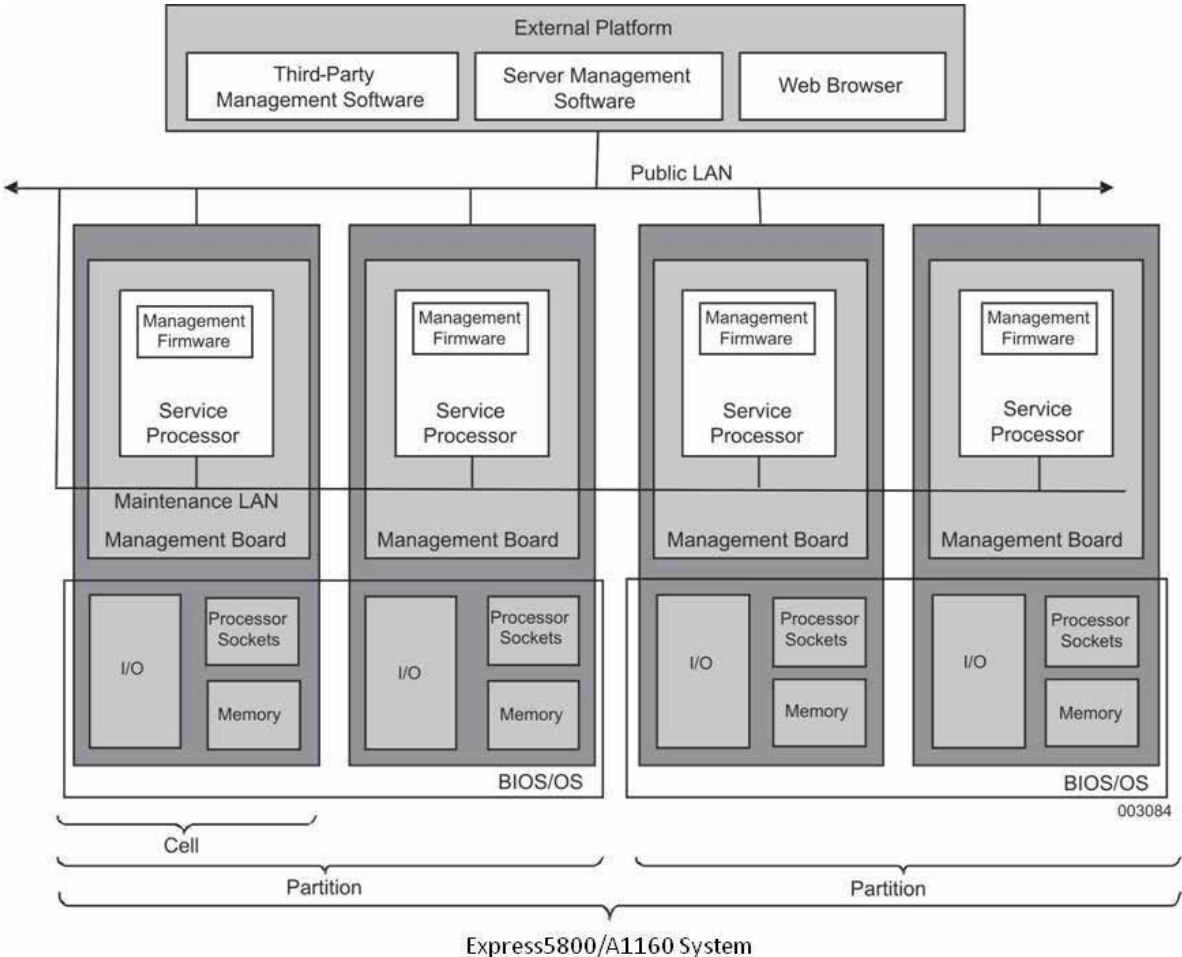 External Platform
Third-Party
Management Software
Server Management
Software
Web Browser
Public LAN
Management
Firmware
Service
Processor
Management
Firmware
Service
Processor
Management
Firmware
Service
Processor
Management
Firmware
Service
Processor
Maintenance LAN
Management Board
Management Board
Management Board
Management Board
I/O
Processor
Sockets
Memory
I/O
Processor
Sockets
Memory
I/O
Processor
Sockets
Memory
I/O
Processor
Sockets
Memory
BIOS/OS
BIOS/OS
003084
Cell
Partition
Partition
Express5800/A1160 System